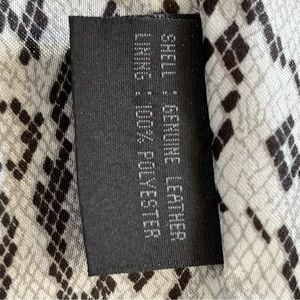 SHELL : GENUINE LEATHER
LINING : 100% POLYESTER